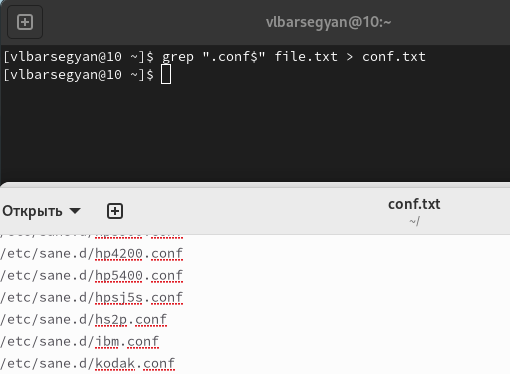 vlbarsegyan@10:~
[vlbarsegyan@10 ~]$ grep ".conf$" file.txt > conf.txt
[vlbarsegyan@10 ~]$
Открыть
conf.txt
~/
/etc/sane.d/hp4200.conf
/etc/sane.d/hp5400.conf
/etc/sane.d/hpsj5s.conf
/etc/sane.d/hs2p.conf
/etc/sane.d/ibm.conf
/etc/sane.d/kodak.conf